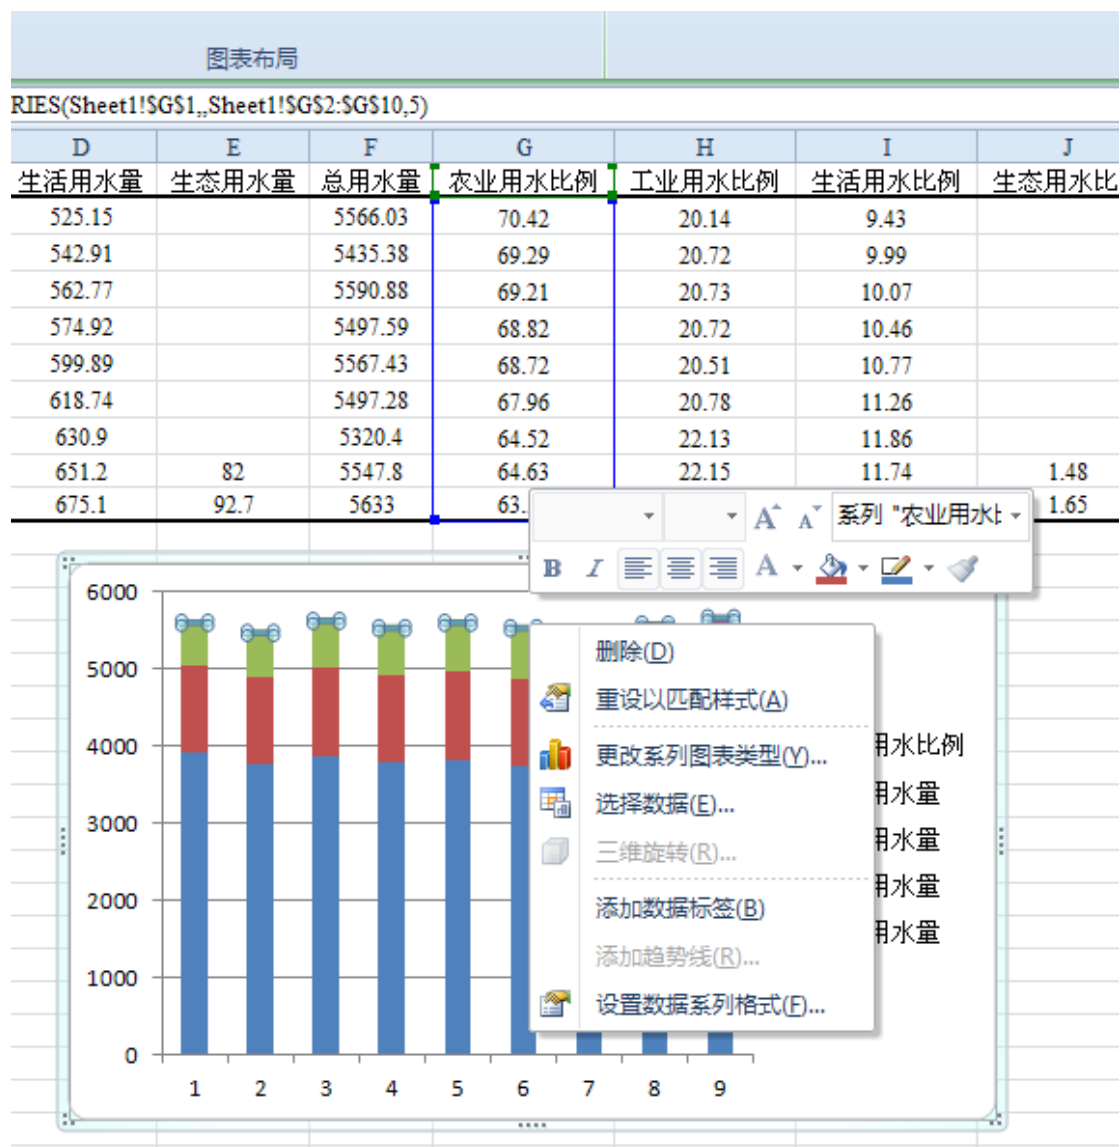 图表布局
RIES(Sheet1!$G$1,,Sheet1!$G$2:$G$10,5)
D E F G H I J
生活用水量 生态用水量 总用水量 农业用水比例 工业用水比例 生活用水比例 生态用水比
525.15 5566.03 70.42 20.14 9.43
542.91 5435.38 69.29 20.72 9.99
562.77 5590.88 69.21 20.73 10.07
574.92 5497.59 68.82 20.72 10.46
599.89 5567.43 68.72 20.51 10.77
618.74 5497.28 67.96 20.78 11.26
630.9 5320.4 64.52 22.13 11.86
651.2 82 5547.8 64.63 22.15 11.74 1.48
675.1 92.7 5633 63. 1.65
系列 "农业用水
B I A
6000
5000
4000
3000
2000
1000
0
1 2 3 4 5 6 7 8 9
删除(D)
重设以匹配样式(A)
更改系列图表类型(Y)...
选择数据(E)...
三维旋转(R)...
添加数据标签(B)
添加趋势线(R)...
设置数据系列格式(F)...
用水比例
用水量
用水量
用水量
用水量